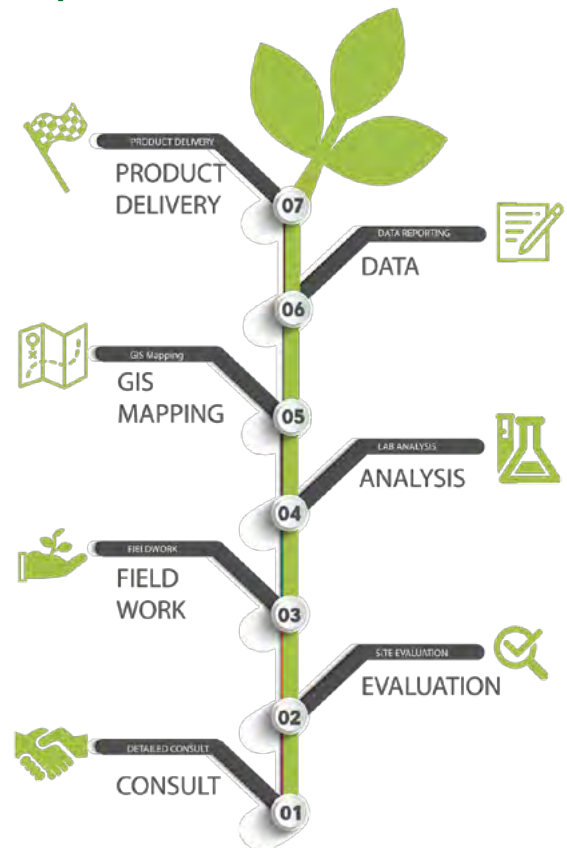 PRODUCT DELIVERY
PRODUCT
DELIVERY
07
DATA REPORTING
DATA
06
GIS Mapping
GIS
MAPPING
05
LAB ANALYSIS
ANALYSIS
04
FIELDWORK
FIELD
WORK
03
SITE EVALUATION
EVALUATION
02
DETAILED CONSULT
CONSULT
01